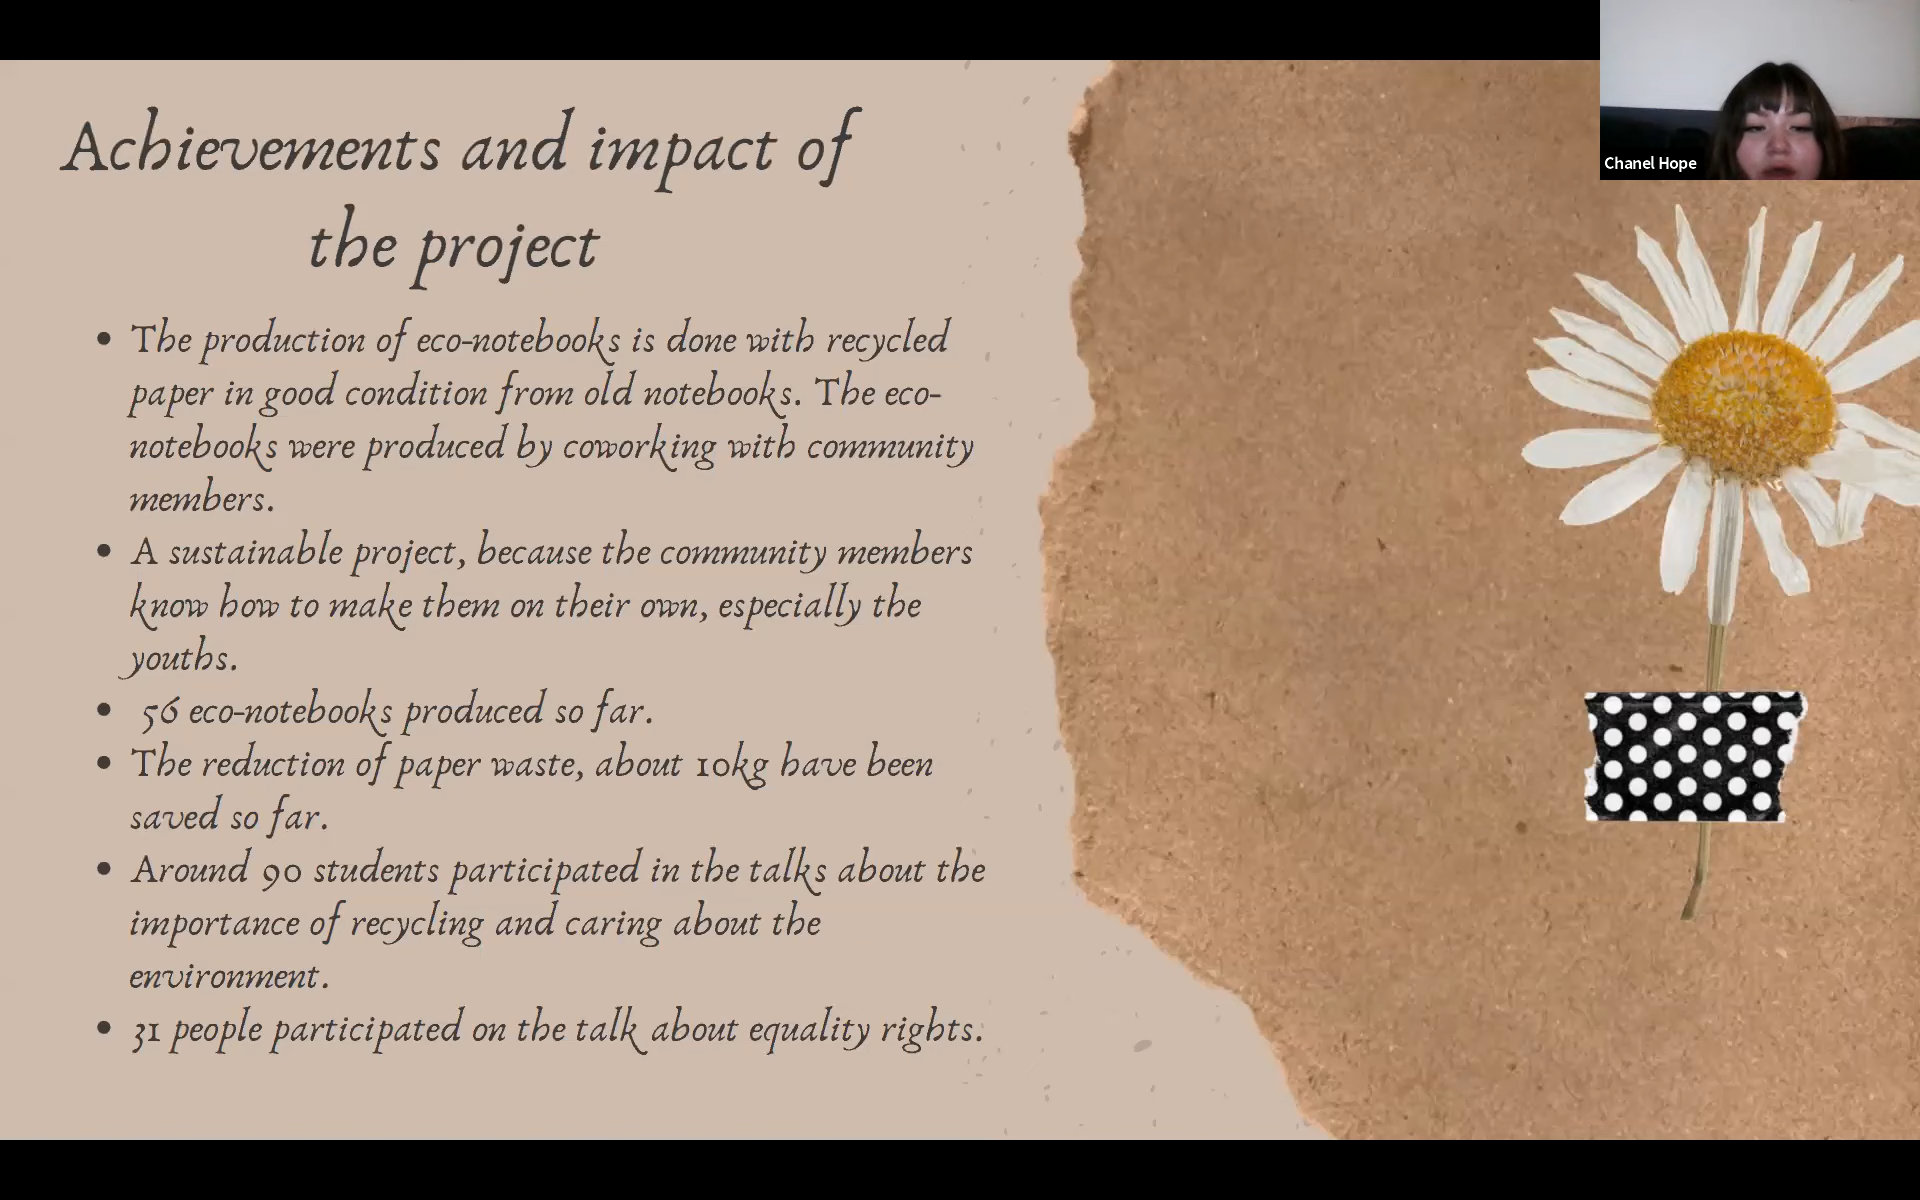 Achievements and impact of
the project
• The production of eco-notebooks is done with recycled
paper in good condition from old notebooks. The eco-
notebooks were produced by coworking with community
members.
• A sustainable project, because the community members
know how to make them on their own, especially the
youths.
• 56 eco-notebooks produced so far.
• The reduction of paper waste, about 10kg have been
saved so far.
• Around 90 students participated in the talks about the
importance of recycling and caring about the
environment.
• 31 people participated on the talk about equality rights.
Chanel Hope